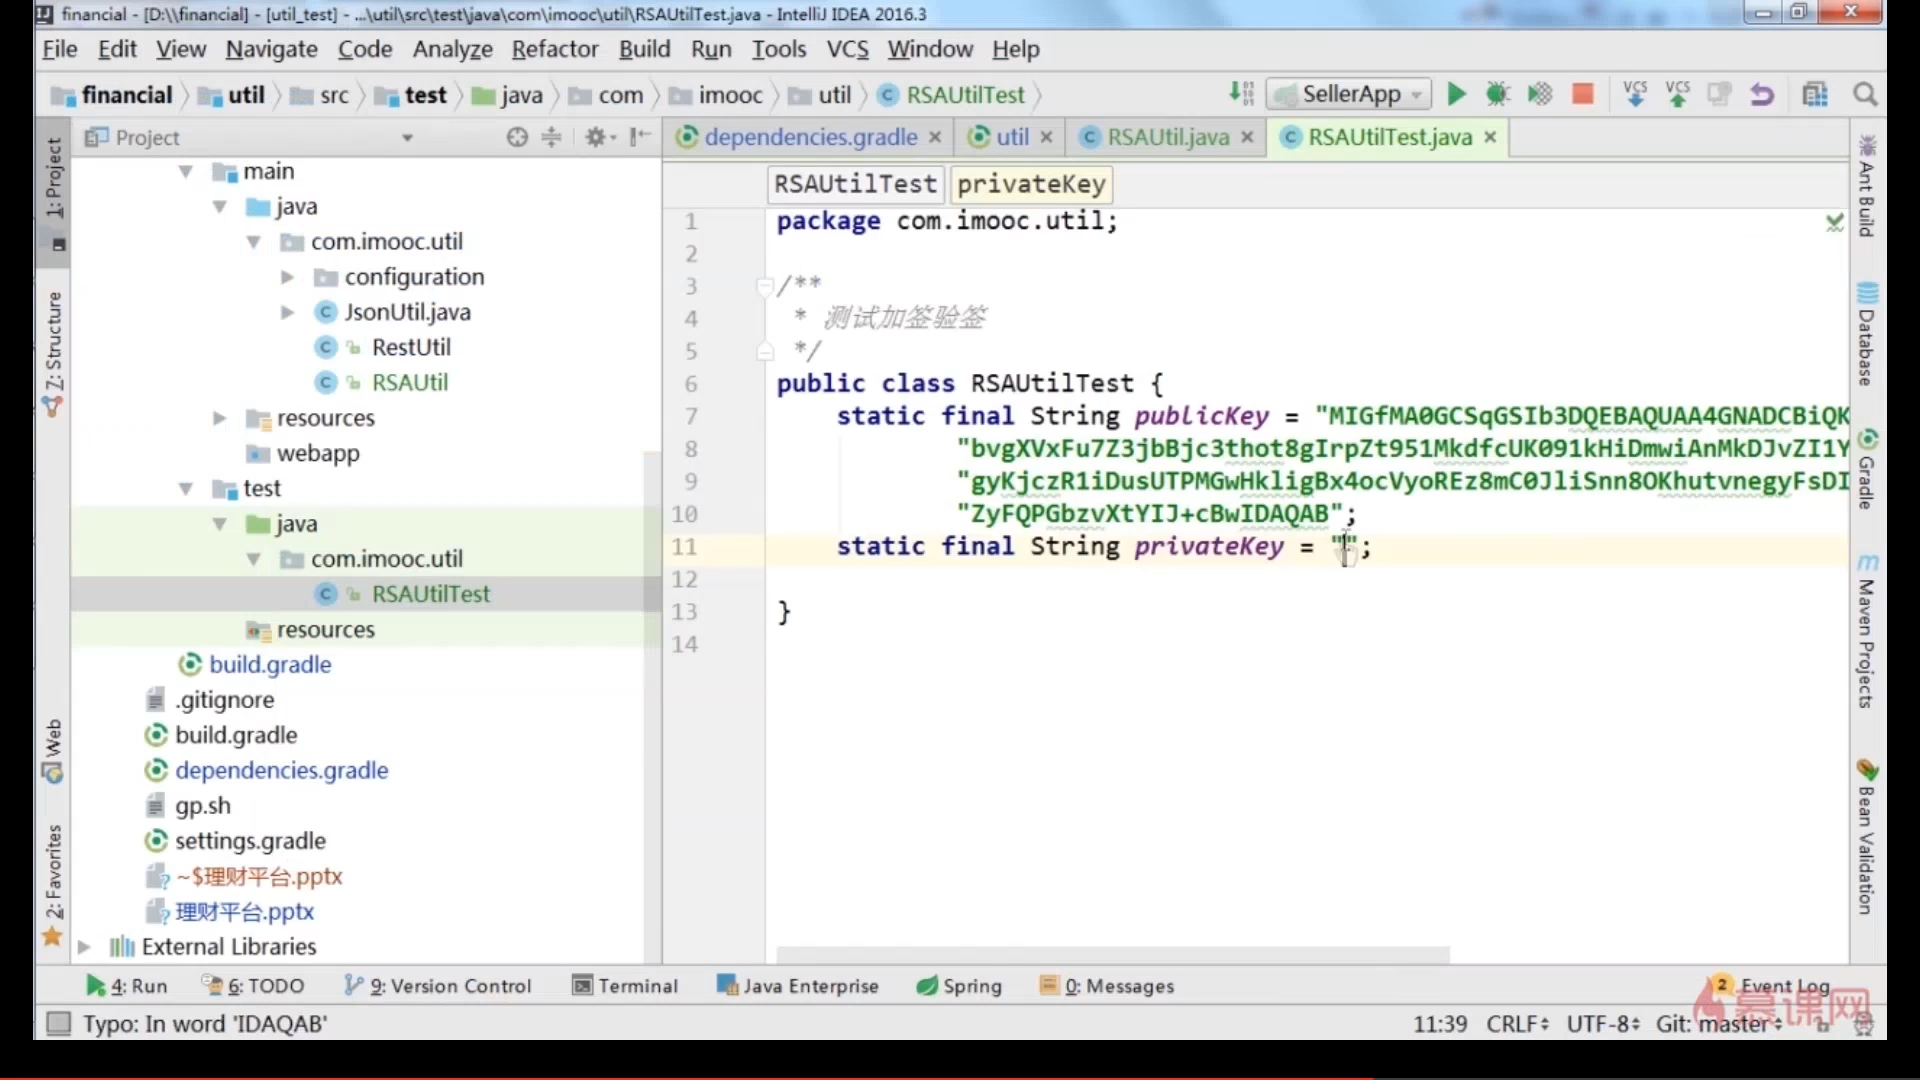 financial - [D:\\financial] - [util_test] - ...\util\src\test\java\com\imooc\util\RSAUtilTest.java - IntelliJ IDEA 2016.3
File Edit View Navigate Code Analyze Refactor Build Run Tools VCS Window Help
financial util src test java com imooc util RSAUtilTest SellerApp VCS VCS
1: Project
Z: Structure
Web
2: Favorites
Project
main
java
com.imooc.util
configuration
JsonUtil.java
RestUtil
RSAUtil
resources
webapp
test
java
com.imooc.util
RSAUtilTest
resources
build.gradle
.gitignore
build.gradle
dependencies.gradle
gp.sh
settings.gradle
~$理财平台.pptx
理财平台.pptx
External Libraries
dependencies.gradle util RSAUtil.java RSAUtilTest.java
RSAUtilTest privateKey
1 package com.imooc.util;
2
3 /**
4 * 测试加签验签
5 */
6 public class RSAUtilTest {
7 static final String publicKey = "MIGfMA0GCSqGSIb3DQEBAQUAA4GNADCBiQK
8 "bvgXVxFu7Z3jbBjc3thot8gIrpZt951MkdfcUK091kHiDmwiAnMkDJvZI1Y
9 "gyKjczR1iDusUTPMGwHkligBx4ocVyoREz8mC0JliSnn8OKhutvnegyFsDI
10 "ZyFQPGbzvXtYIJ+cBwIDAQAB";
11 static final String privateKey = "";
12
13 }
14
Ant Build
Database
Gradle
Maven Projects
Bean Validation
4: Run 6: TODO 9: Version Control Terminal Java Enterprise Spring 0: Messages 2 Event Log
慕课网
Typo: In word 'IDAQAB' 11:39 CRLF UTF-8 Git: master